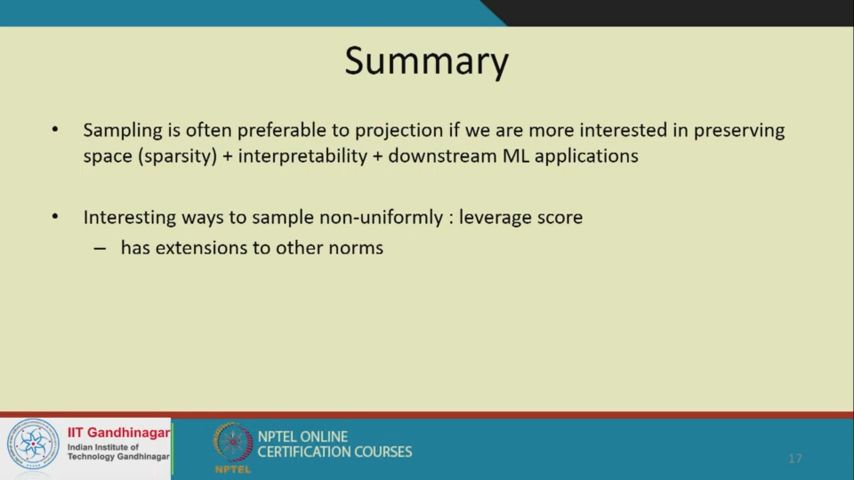 Summary
• Sampling is often preferable to projection if we are more interested in preserving
space (sparsity) + interpretability + downstream ML applications
• Interesting ways to sample non-uniformly : leverage score
– has extensions to other norms
IIT Gandhinagar
Indian Institute of
Technology Gandhinagar
NPTEL
NPTEL ONLINE
CERTIFICATION COURSES
17